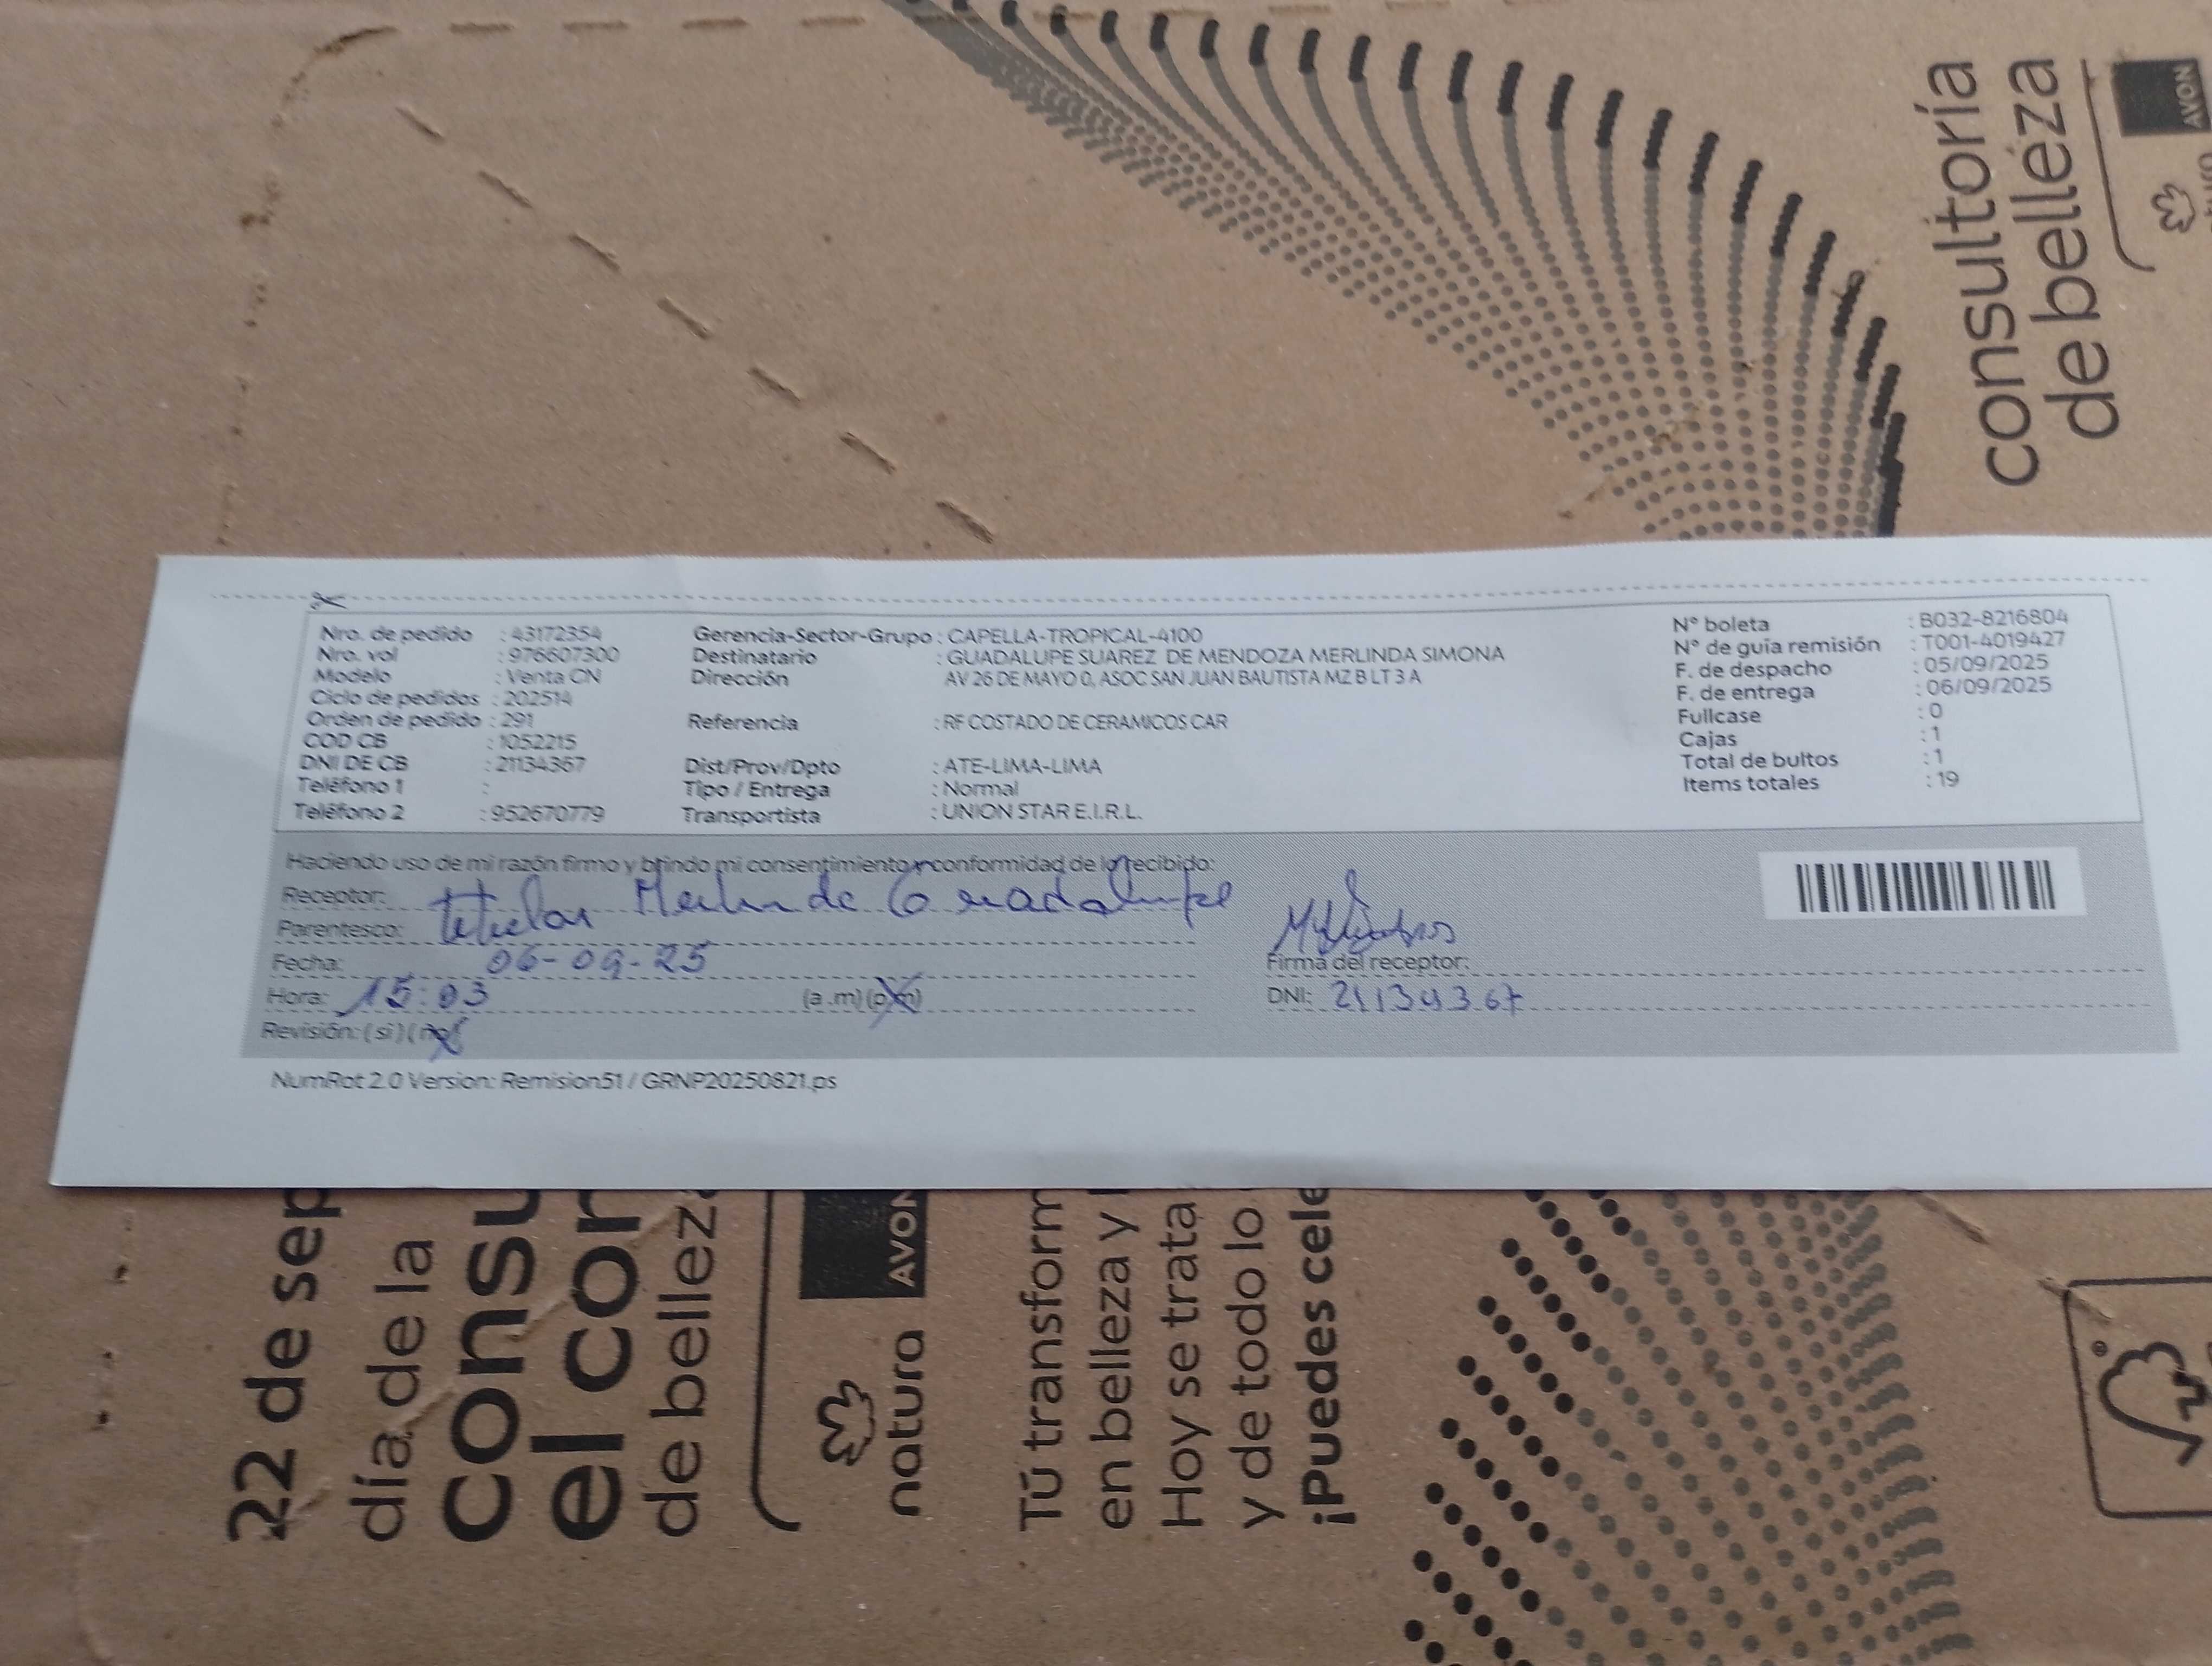 consultoría
de belleza
AVON
Nro. de pedido : 43172354
Nro. vol : 976607300
Modelo : Venta CN
Ciclo de pedidos : 202514
Orden de pedido : 291
COD CB : 1052215
DNI DE CB : 21134367
Teléfono 1 :
Teléfono 2 : 952670779
Gerencia-Sector-Grupo : CAPELLA-TROPICAL-4100
Destinatario : GUADALUPE SUAREZ DE MENDOZA MERLINDA SIMONA
Dirección AV 26 DE MAYO 0, ASOC SAN JUAN BAUTISTA MZ B LT 3 A
Referencia : RF COSTADO DE CERAMICOS CAR
Dist/Prov/Dpto : ATE-LIMA-LIMA
Tipo / Entrega : Normal
Transportista : UNION STAR E.I.R.L.
N° boleta : B032-8216804
N° de guía remisión : T001-4019427
F. de despacho : 05/09/2025
F. de entrega : 06/09/2025
Fullcase : 0
Cajas : 1
Total de bultos : 1
Items totales : 19
Haciendo uso de mi razón firmo y brindo mi consentimiento y conformidad de lo recibido:
Receptor: Merlinda Guadalupe
Parentesco: titular
Fecha: 06-09-25
Hora: 15:03 (a.m) (p.m)
Revisión: (si) (no)
Firma del receptor:
DNI: 21134367
NumRot 2.0 Version: Remision51 / GRNP20250821.ps
22 de sep
día de la
consu
el con
de bellez
natura AVON
Tú transform
en belleza y
Hoy se trata
y de todo lo
¡Puedes cele